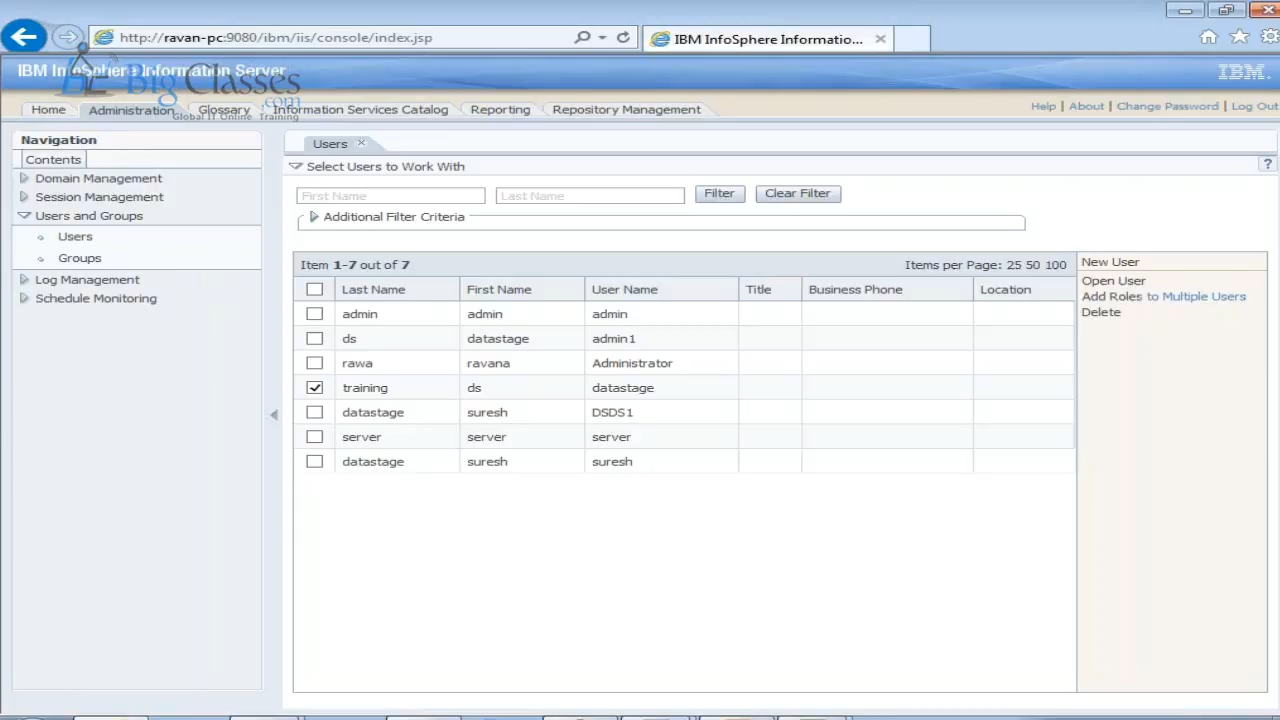 http://ravan-pc:9080/ibm/iis/console/index.jsp
IBM InfoSphere Informatio...
IBM InfoSphere Information Server
IBM.
Big Classes
.com
Global IT Online Training
Home Administration Glossary Information Services Catalog Reporting Repository Management
Help | About | Change Password | Log Out
Navigation
Contents
Domain Management
Session Management
Users and Groups
Users
Groups
Log Management
Schedule Monitoring
Users
Select Users to Work With
?
First Name Last Name Filter Clear Filter
Additional Filter Criteria
Item 1-7 out of 7 Items per Page: 25 50 100
Last Name First Name User Name Title Business Phone Location
admin admin admin
ds datastage admin1
rawa ravana Administrator
training ds datastage
datastage suresh DSDS1
server server server
datastage suresh suresh
New User
Open User
Add Roles to Multiple Users
Delete